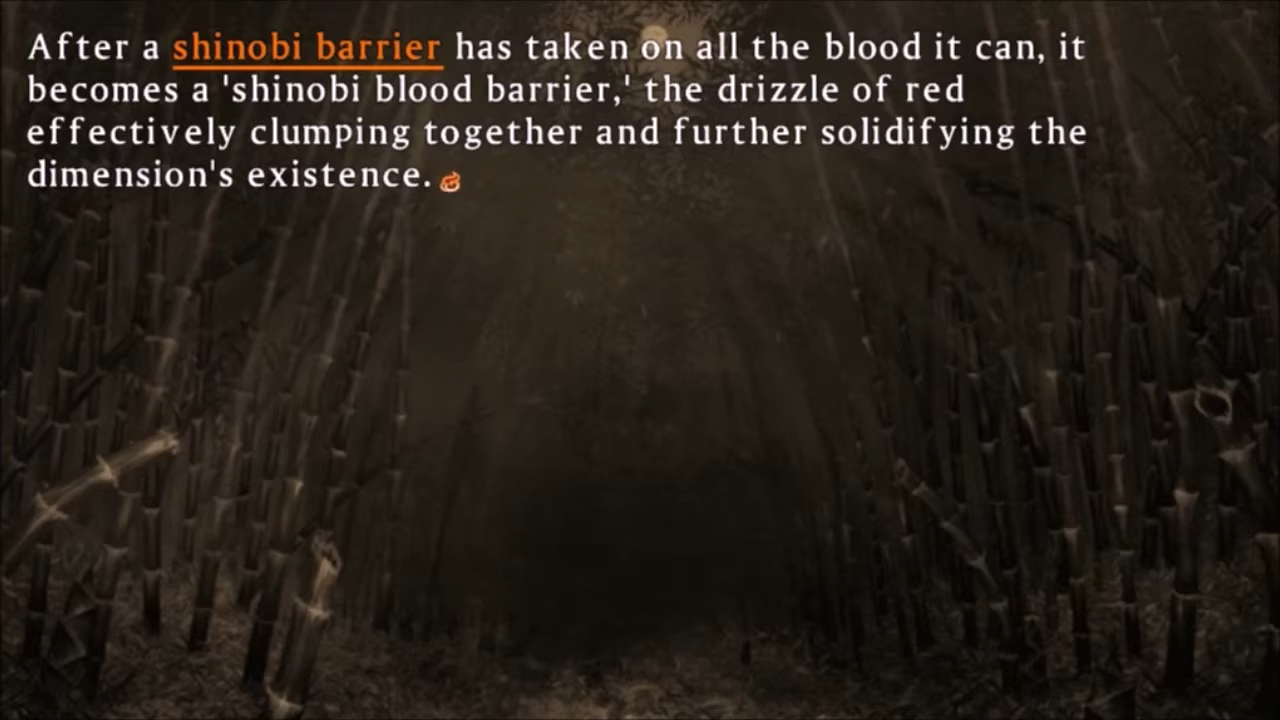 After a shinobi barrier has taken on all the blood it can, it
becomes a 'shinobi blood barrier,' the drizzle of red
effectively clumping together and further solidifying the
dimension's existence.